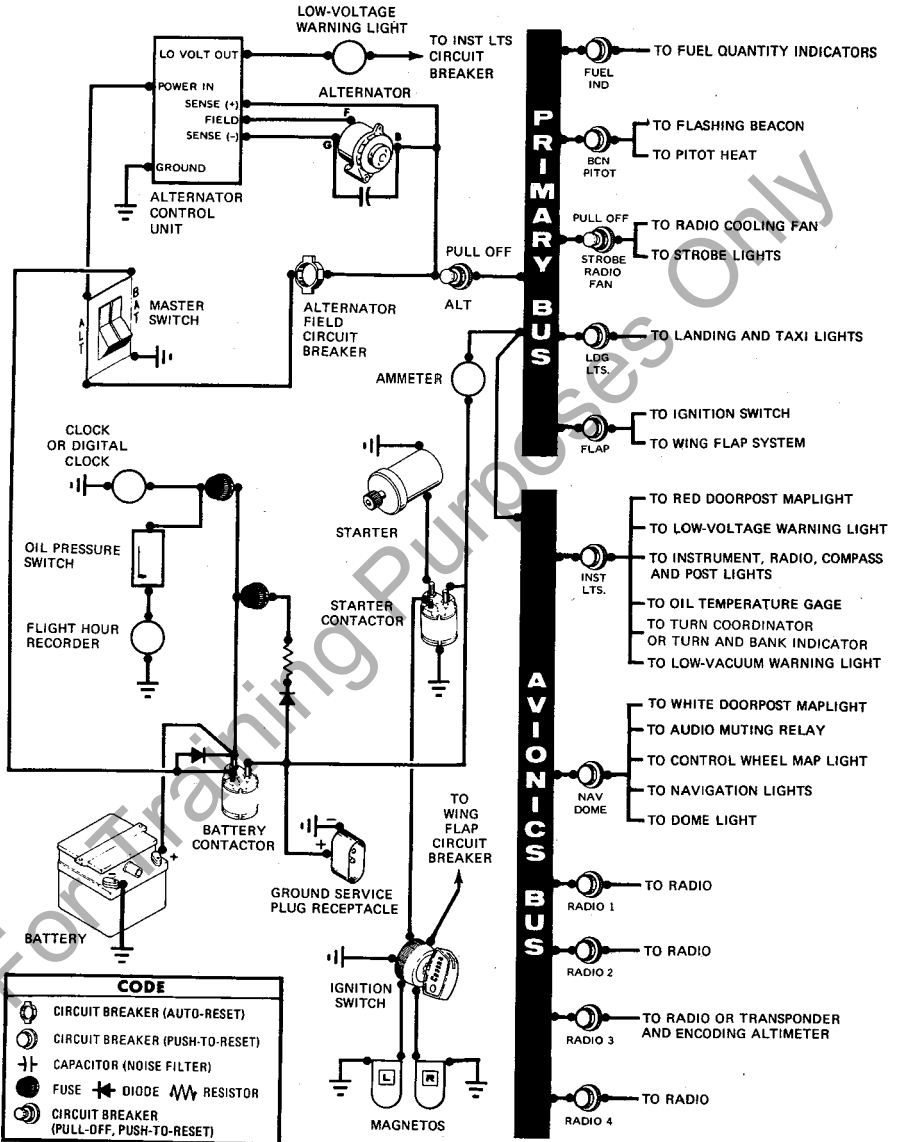 LOW-VOLTAGE
WARNING LIGHT
TO INST LTS
CIRCUIT
BREAKER
LO VOLT OUT
POWER IN
SENSE (+)
FIELD
SENSE (−)
GROUND
ALTERNATOR
CONTROL
UNIT
ALTERNATOR
F
G
B
PULL OFF
ALT
ALT
BAT
MASTER
SWITCH
ALTERNATOR
FIELD
CIRCUIT
BREAKER
AMMETER
CLOCK
OR DIGITAL
CLOCK
OIL PRESSURE
SWITCH
FLIGHT HOUR
RECORDER
STARTER
STARTER
CONTACTOR
BATTERY
CONTACTOR
+
−
BATTERY
−
+
GROUND SERVICE
PLUG RECEPTACLE
TO
WING
FLAP
CIRCUIT
BREAKER
IGNITION
SWITCH
L
R
MAGNETOS
PRIMARY BUS
FUEL
IND
TO FUEL QUANTITY INDICATORS
BCN
PITOT
TO FLASHING BEACON
TO PITOT HEAT
PULL OFF
STROBE
RADIO
FAN
TO RADIO COOLING FAN
TO STROBE LIGHTS
LDG
LTS.
TO LANDING AND TAXI LIGHTS
FLAP
TO IGNITION SWITCH
TO WING FLAP SYSTEM
AVIONICS BUS
INST
LTS.
TO RED DOORPOST MAPLIGHT
TO LOW-VOLTAGE WARNING LIGHT
TO INSTRUMENT, RADIO, COMPASS
AND POST LIGHTS
TO OIL TEMPERATURE GAGE
TO TURN COORDINATOR
OR TURN AND BANK INDICATOR
TO LOW-VACUUM WARNING LIGHT
NAV
DOME
TO WHITE DOORPOST MAPLIGHT
TO AUDIO MUTING RELAY
TO CONTROL WHEEL MAP LIGHT
TO NAVIGATION LIGHTS
TO DOME LIGHT
RADIO 1
TO RADIO
RADIO 2
TO RADIO
RADIO 3
TO RADIO OR TRANSPONDER
AND ENCODING ALTIMETER
RADIO 4
TO RADIO
CODE
CIRCUIT BREAKER (AUTO-RESET)
CIRCUIT BREAKER (PUSH-TO-RESET)
CAPACITOR (NOISE FILTER)
FUSE DIODE RESISTOR
CIRCUIT BREAKER
(PULL-OFF, PUSH-TO-RESET)
For Training Purposes Only